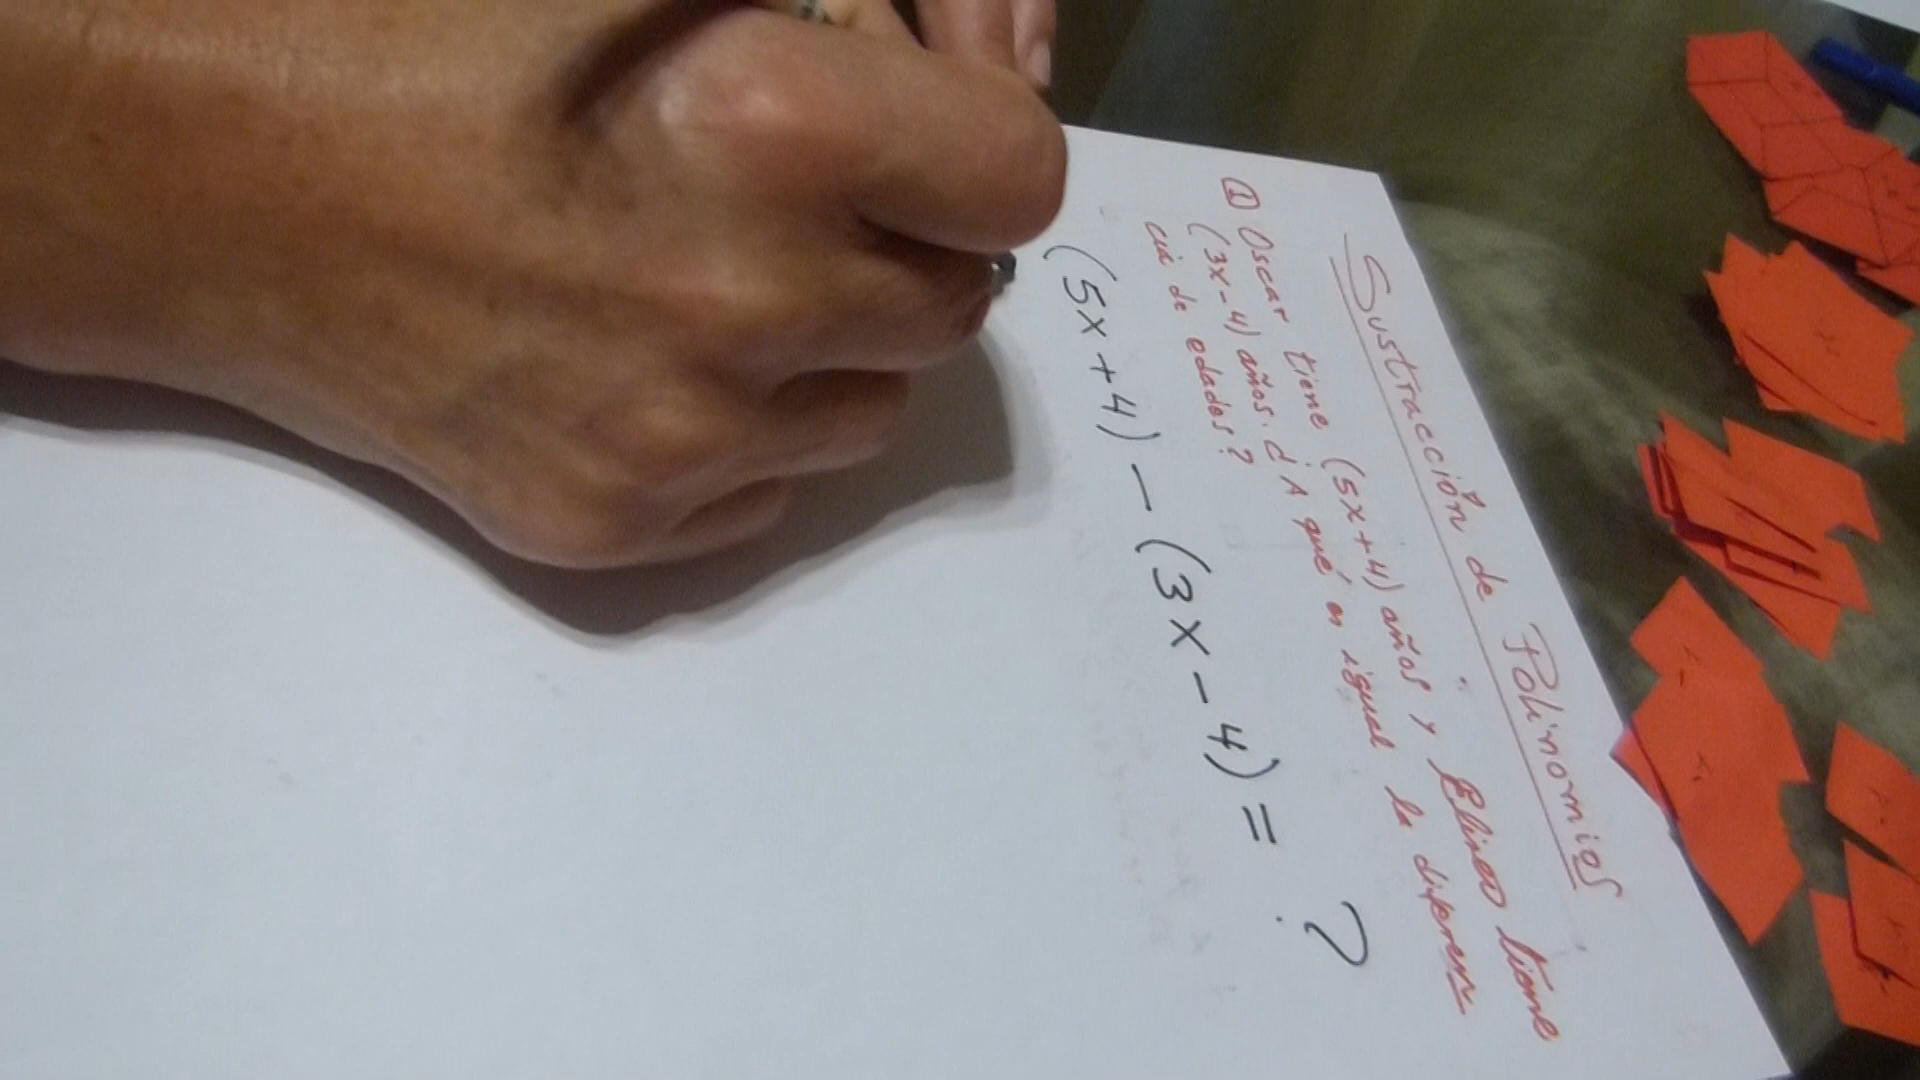 Sustracción de Polinomios
① Oscar tiene (5x+4) años y tiene
(3x-4) años. ¿A qué es igual la diferen
cia de edades?
(5x+4) - (3x-4) = ?